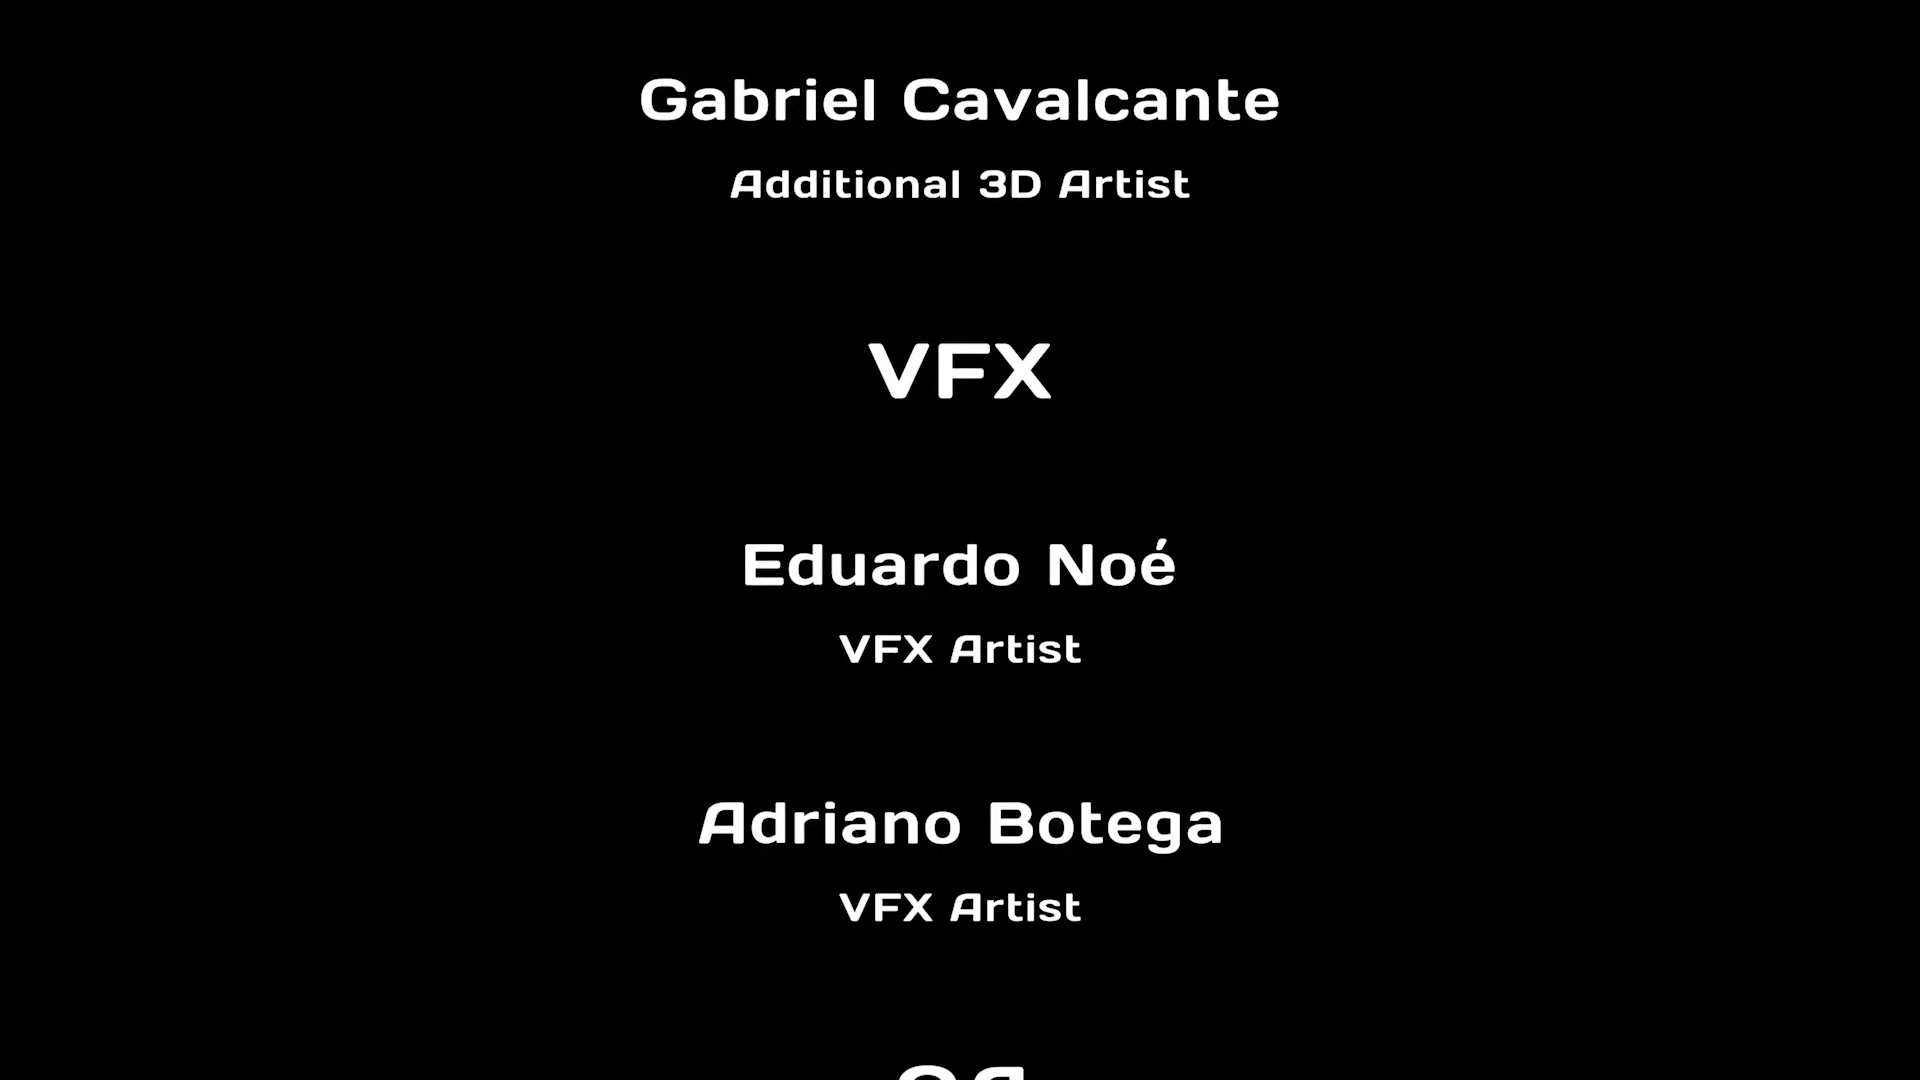 Gabriel Cavalcante
Additional 3D Artist
VFX
Eduardo Noé
VFX Artist
Adriano Botega
VFX Artist